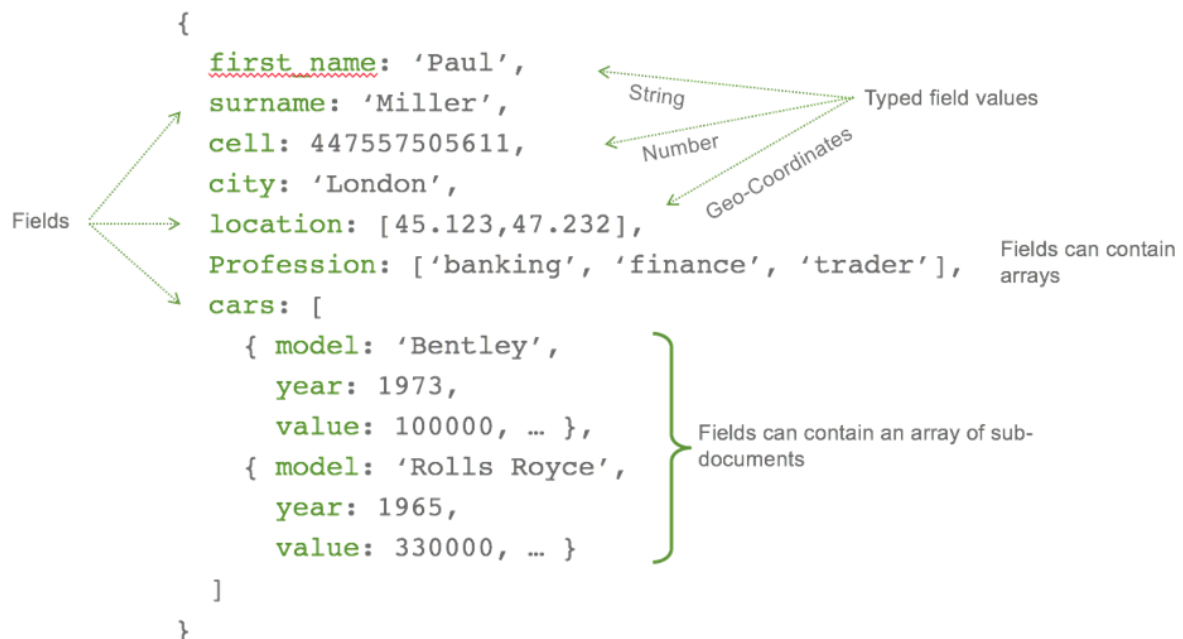 {
first_name: ‘Paul’,
surname: ‘Miller’,
cell: 447557505611,
city: ‘London’,
location: [45.123,47.232],
Profession: [‘banking’, ‘finance’, ‘trader’],
cars: [
{ model: ‘Bentley’,
year: 1973,
value: 100000, … },
{ model: ‘Rolls Royce’,
year: 1965,
value: 330000, … }
]
}
Fields
String
Number
Geo-Coordinates
Typed field values
Fields can contain
arrays
Fields can contain an array of sub-
documents